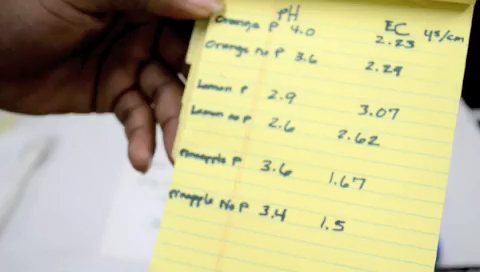 pH EC µs/cm
Orange P 4.0 2.23
Orange No P 3.6 2.29
Lemon P 2.9 3.07
Lemon no P 2.6 2.62
Pineapple P 3.6 1.67
Pineapple No P 3.4 1.5